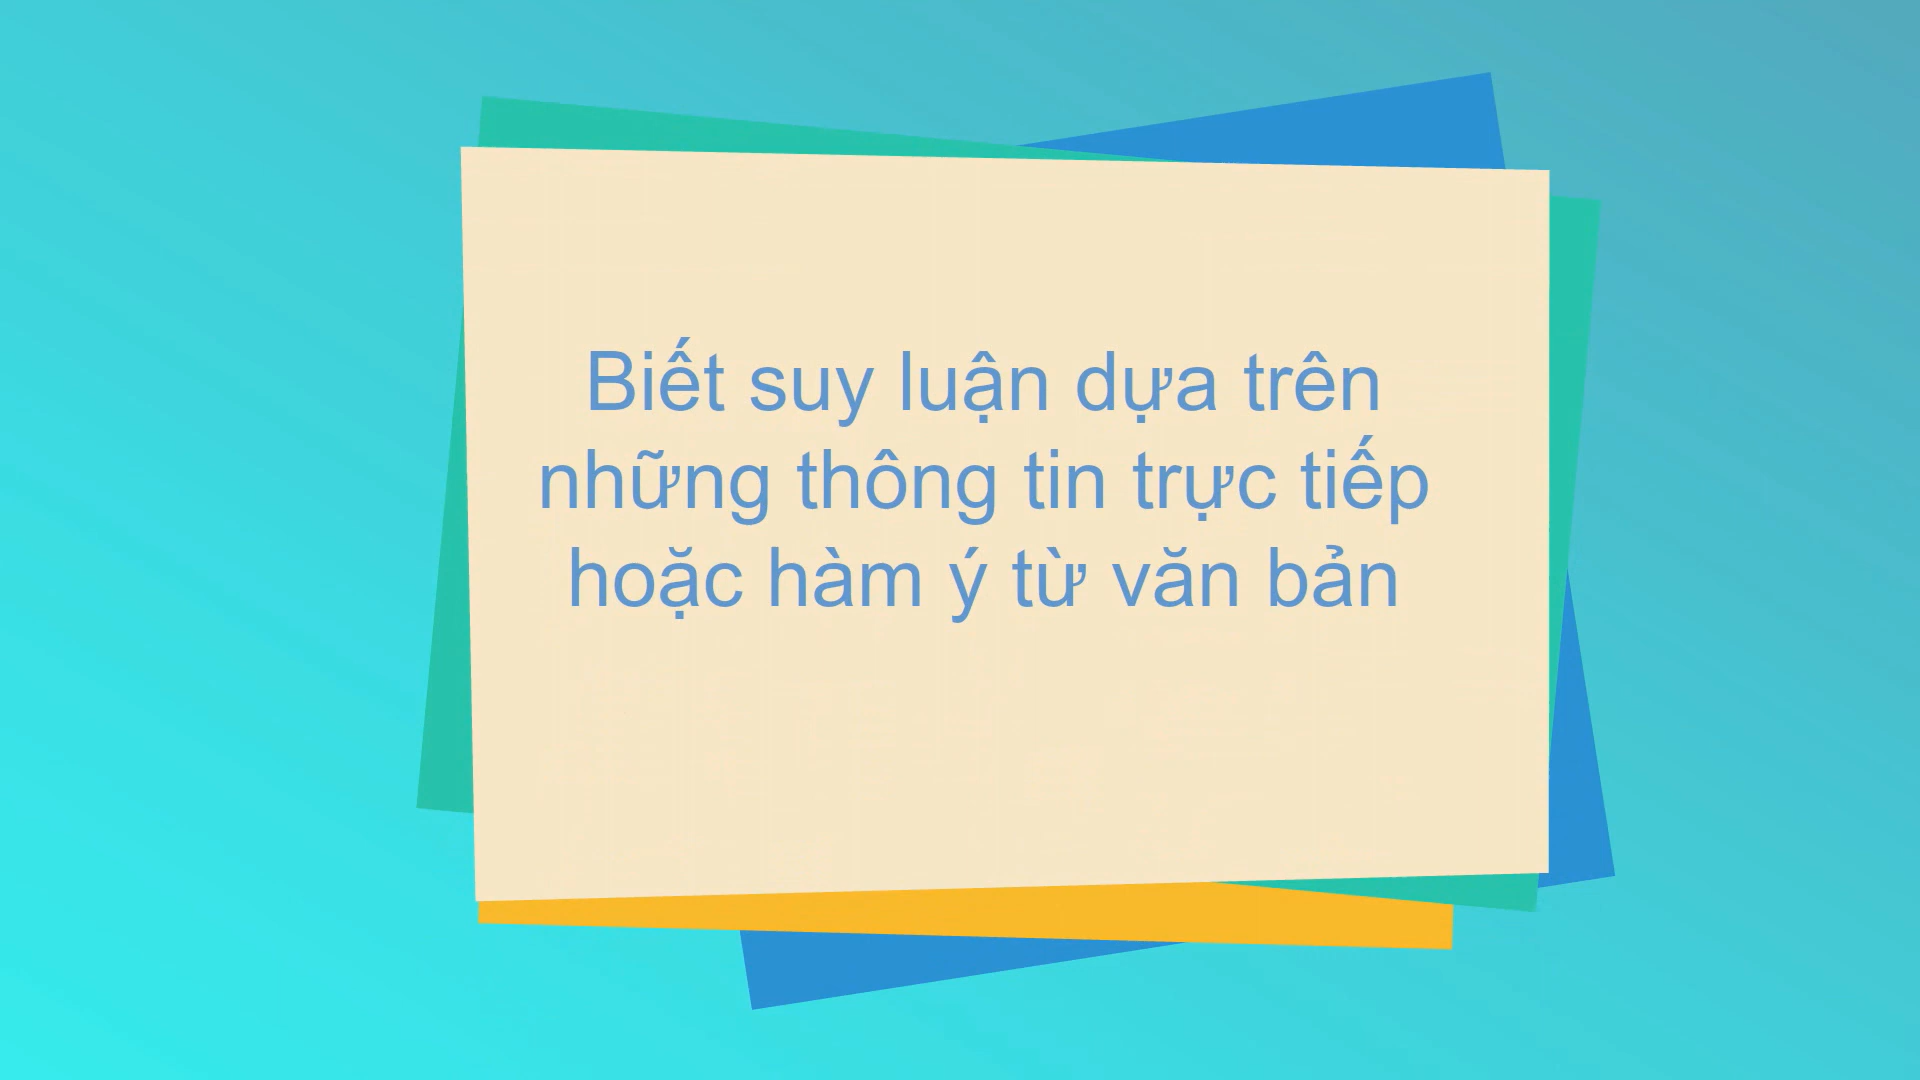 Biết suy luận dựa trên
những thông tin trực tiếp
hoặc hàm ý từ văn bản